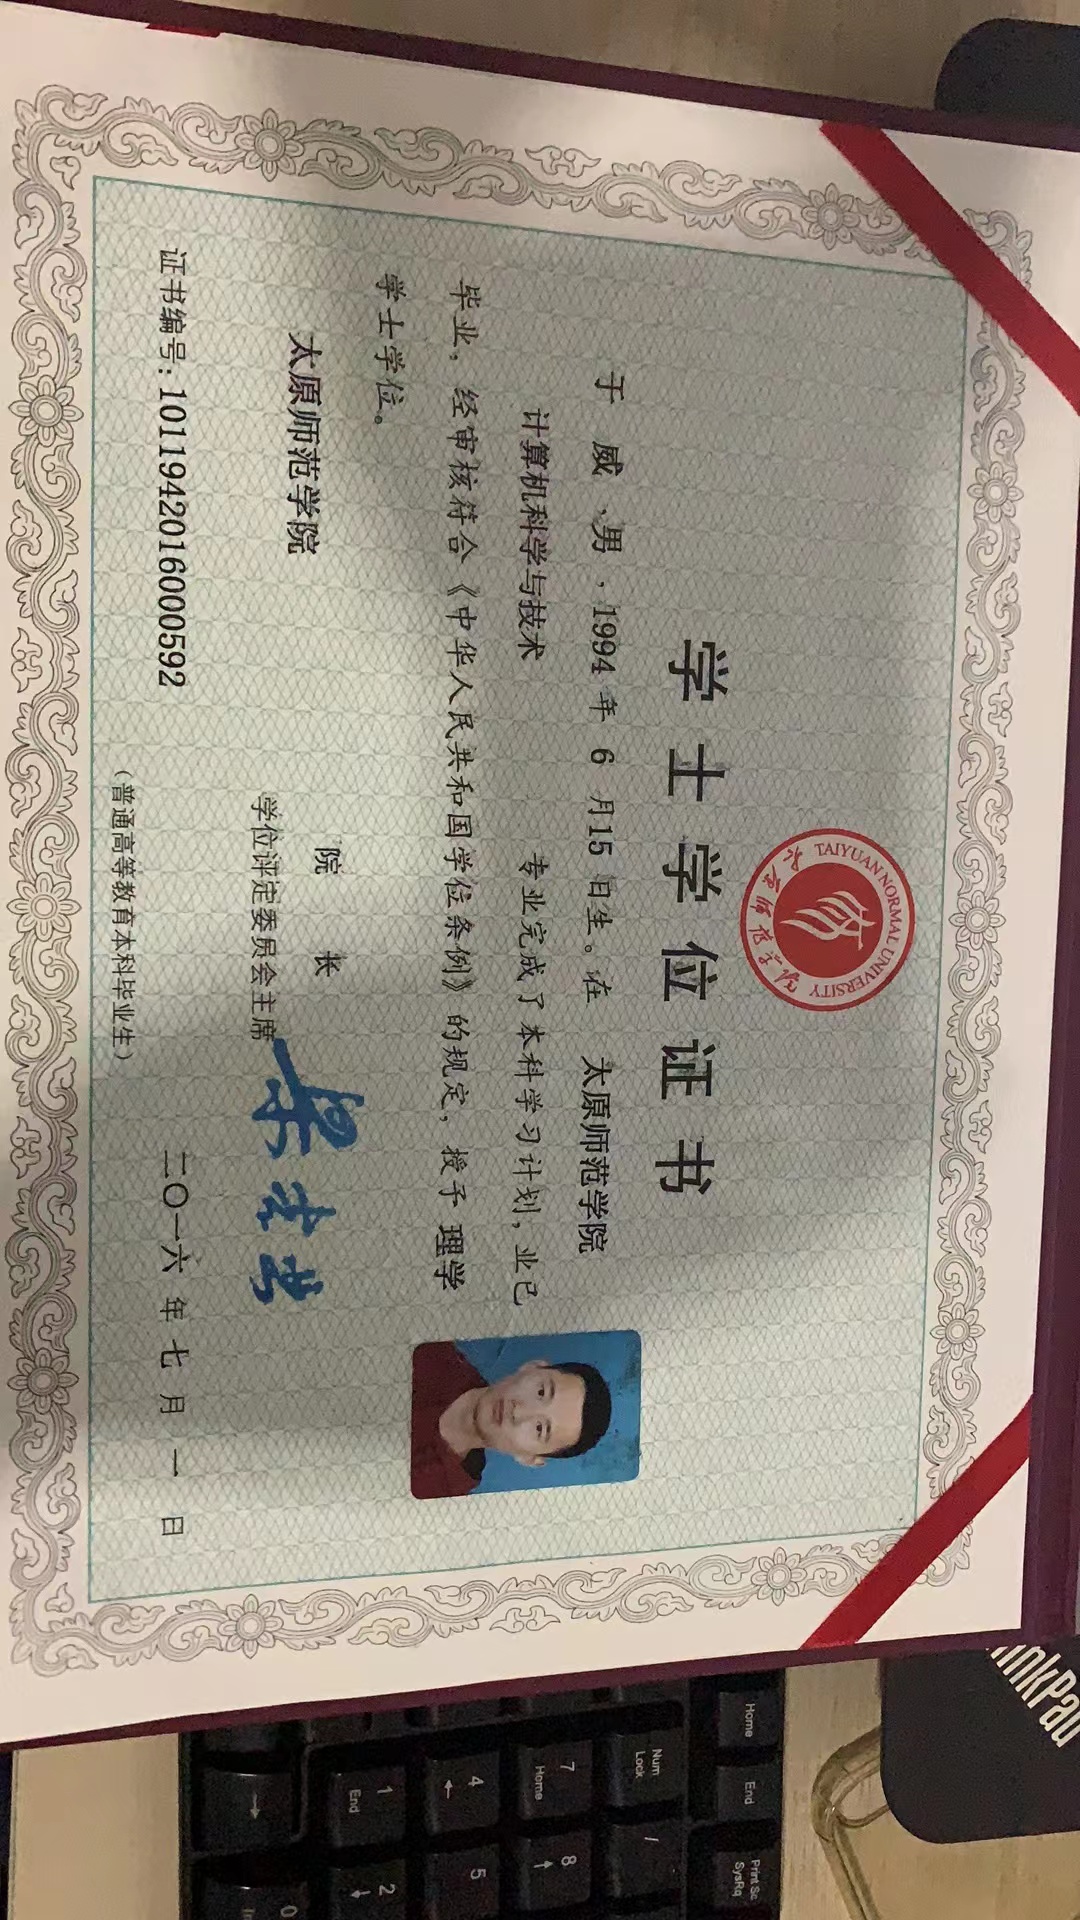 TAIYUAN NORMAL UNIVERSITY
太原师范学院
学士学位证书
于威,男,1994年6月15日生。在 太原师范学院
计算机科学与技术 专业完成了本科学习计划,业已
毕业,经审核符合《中华人民共和国学位条例》的规定,授予 理学
学士学位。
太原师范学院
院 长
学位评定委员会主席
证书编号:1011942016000592
二〇一六年七月一日
(普通高等教育本科毕业生)
inkPad
Home
End
Print Sc
SysRq
Num
Lock
/
7
Home
8
↑
4
←
5
1
End
2
↓
0